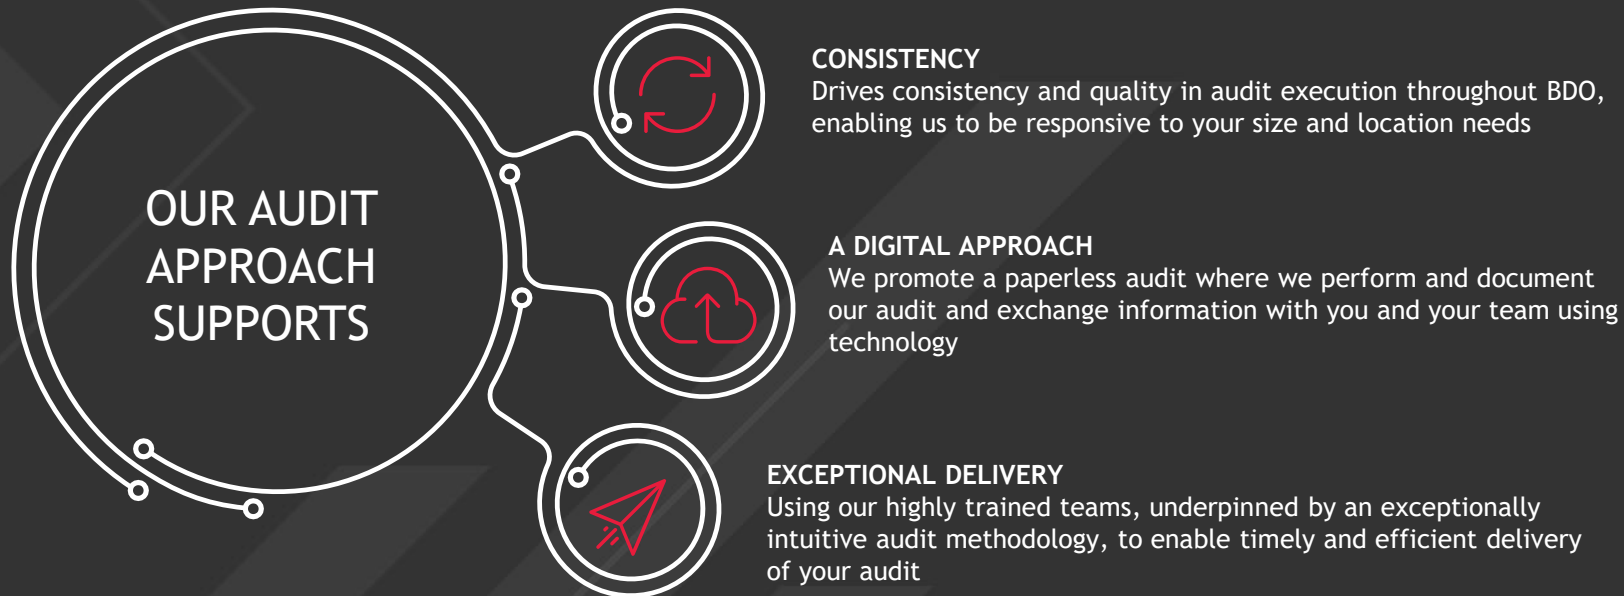 OUR AUDIT
APPROACH
SUPPORTS
CONSISTENCY
Drives consistency and quality in audit execution throughout BDO,
enabling us to be responsive to your size and location needs
A DIGITAL APPROACH
We promote a paperless audit where we perform and document
our audit and exchange information with you and your team using
technology
EXCEPTIONAL DELIVERY
Using our highly trained teams, underpinned by an exceptionally
intuitive audit methodology, to enable timely and efficient delivery
of your audit